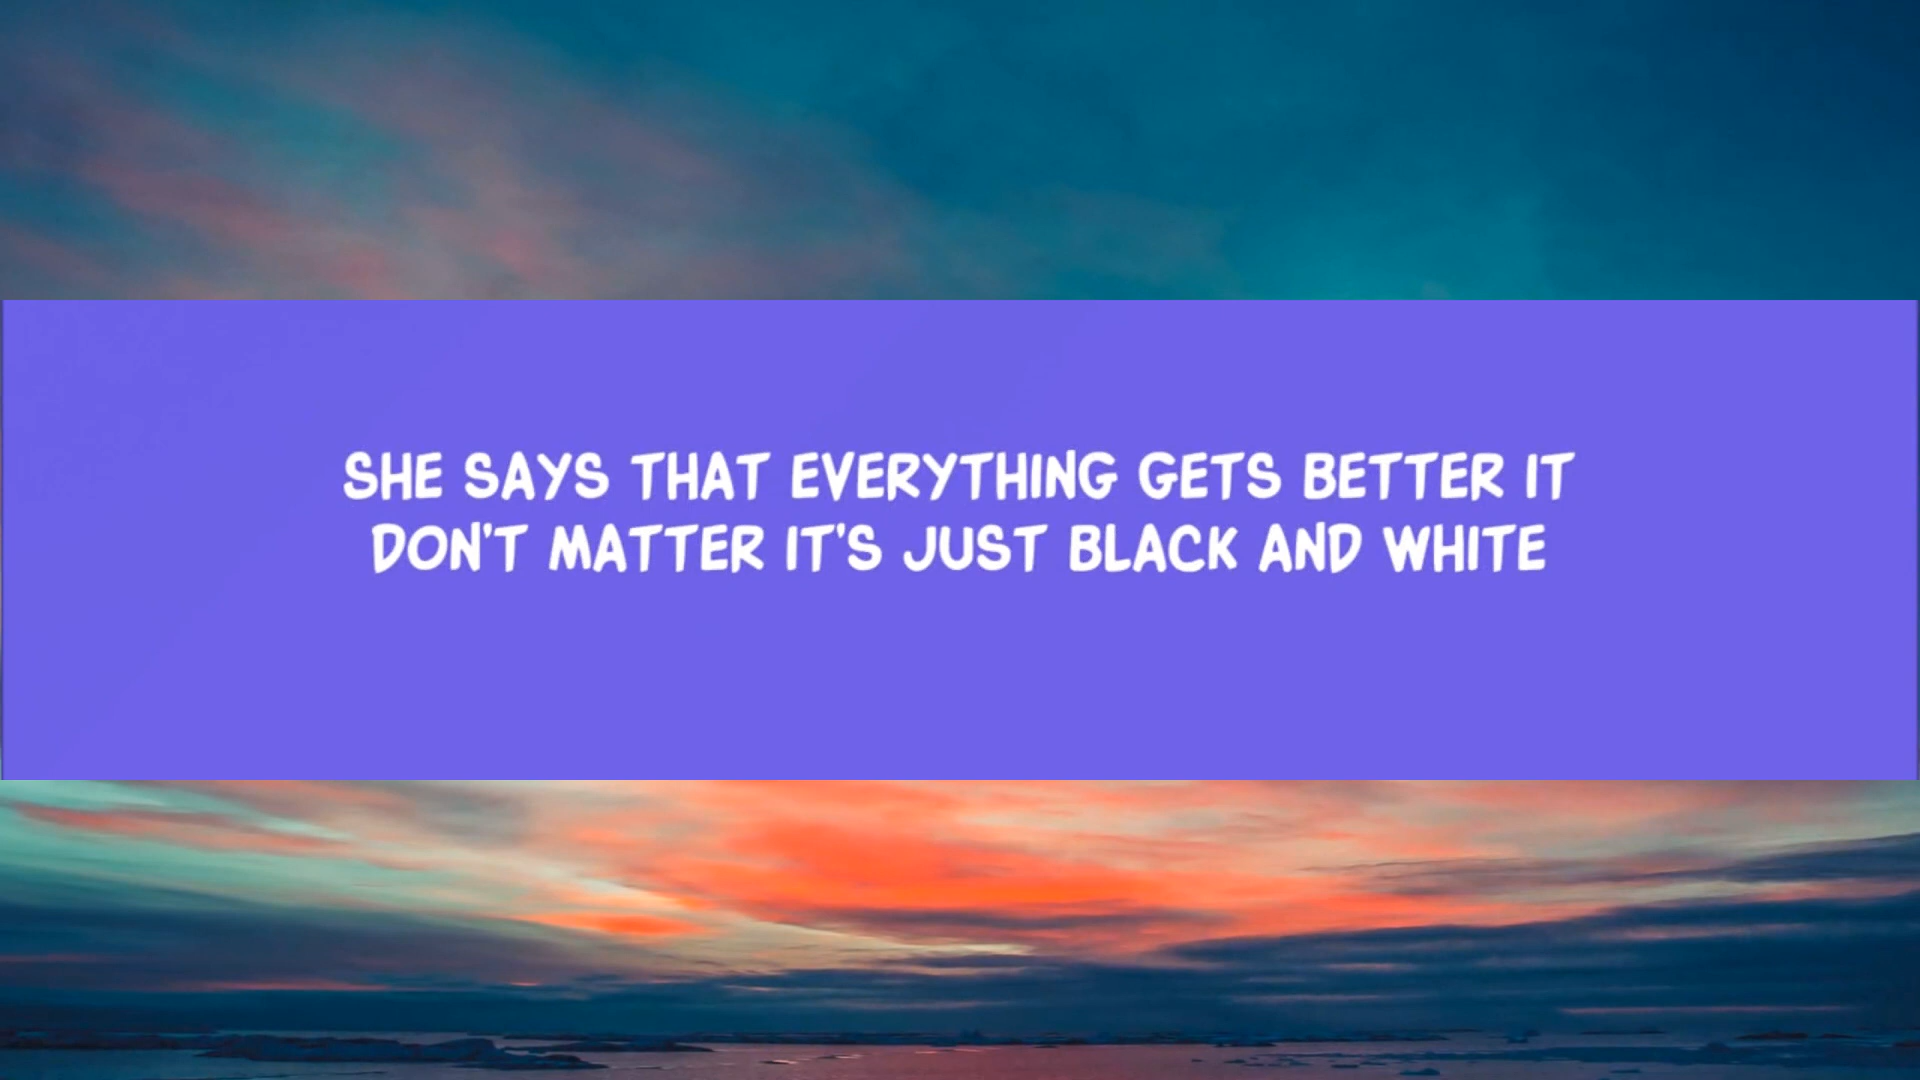 SHE SAYS THAT EVERYTHING GETS BETTER IT
DON'T MATTER IT'S JUST BLACK AND WHITE